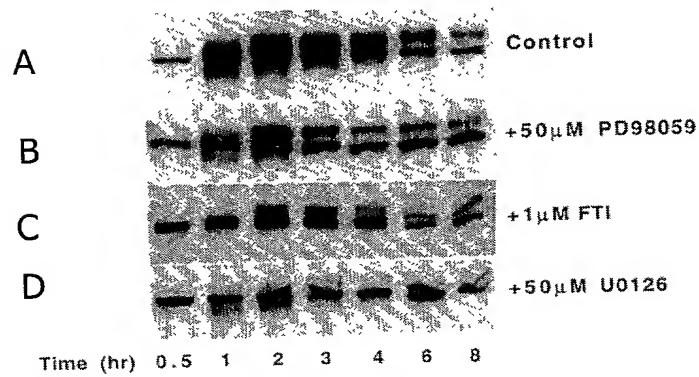 A Control
B +50μM PD98059
C +1μM FTI
D +50μM U0126
Time (hr) 0.5 1 2 3 4 6 8